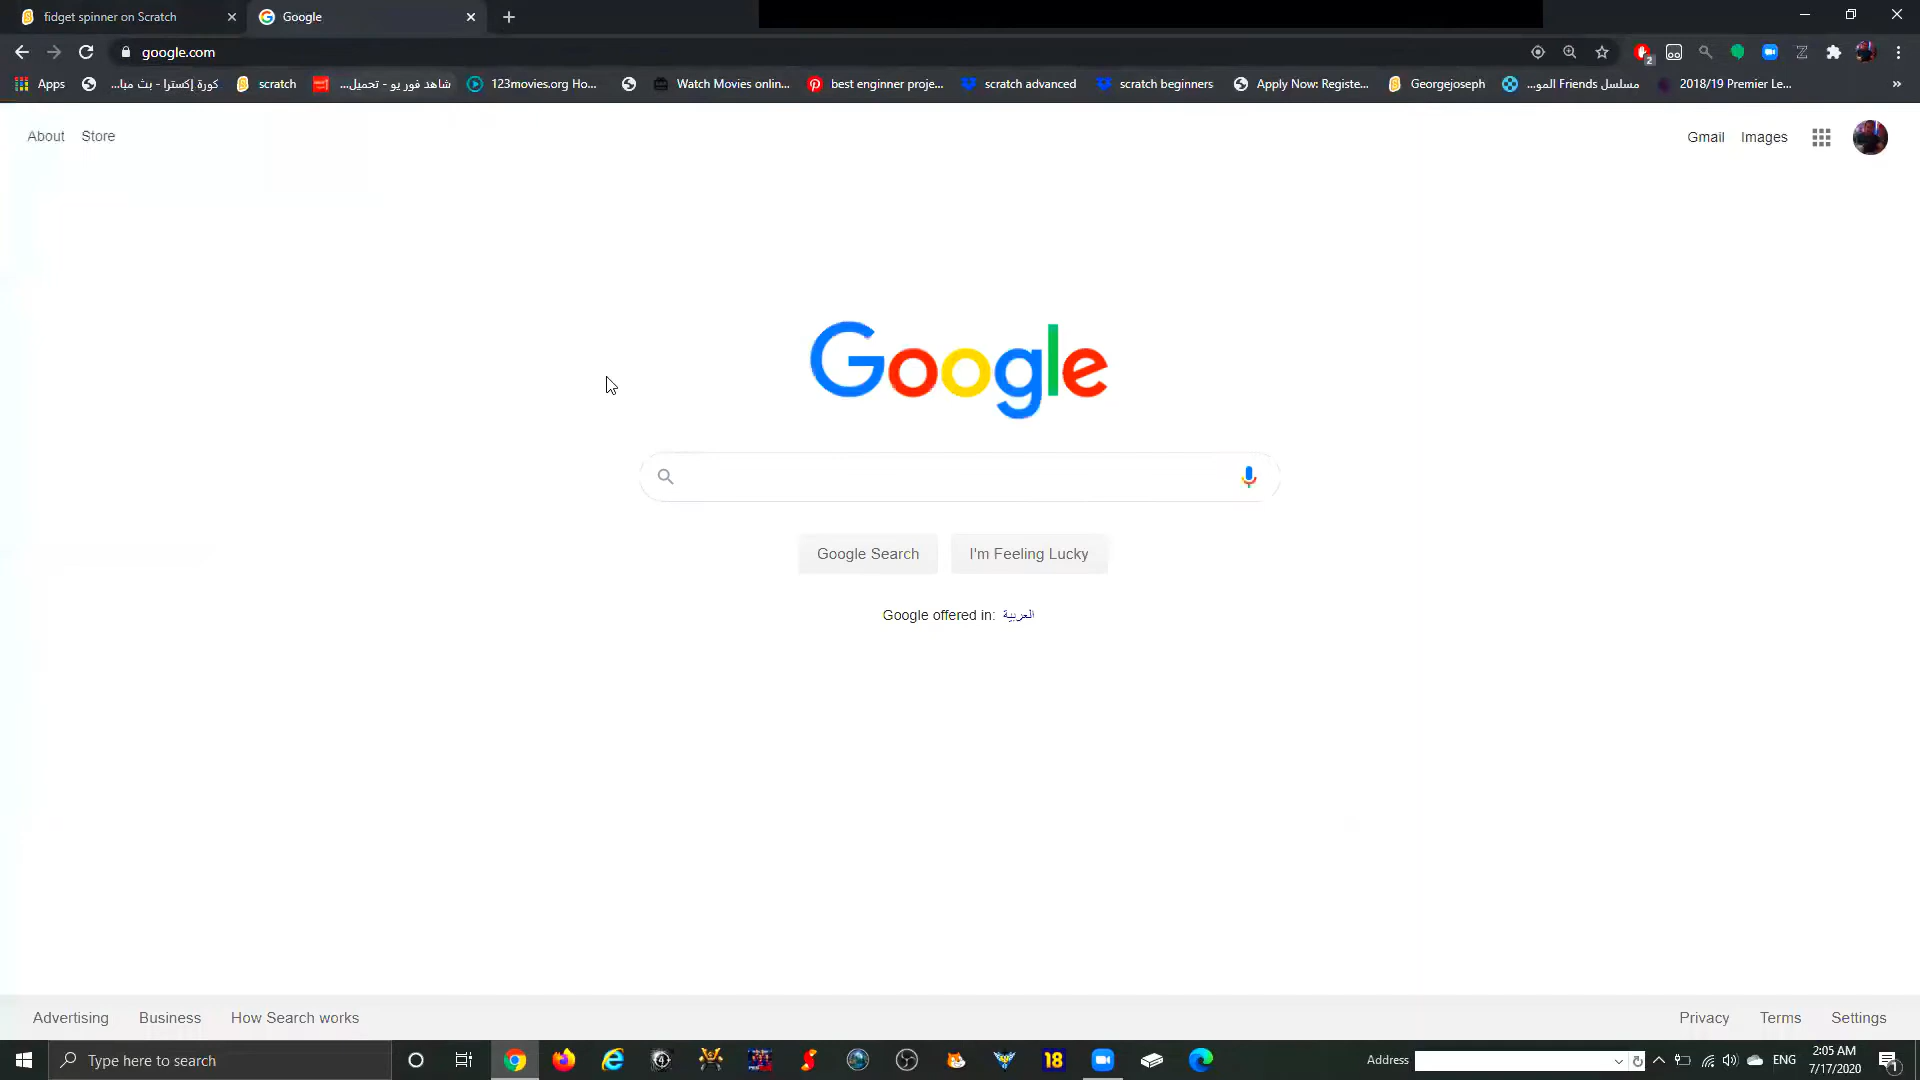 fidget spinner on Scratch
Google
google.com
2
Apps
كورة إكسترا - بث مبا...
scratch
شاهد فور يو - تحميل...
123movies.org Ho...
Watch Movies onlin...
best enginner proje...
scratch advanced
scratch beginners
Apply Now: Registe...
Georgejoseph
مسلسل Friends المو...
2018/19 Premier Le...
About
Store
Gmail
Images
Google
Google Search
I'm Feeling Lucky
Google offered in: العربية
Advertising
Business
How Search works
Privacy
Terms
Settings
Type here to search
18
Address
ENG
2:05 AM
7/17/2020
1